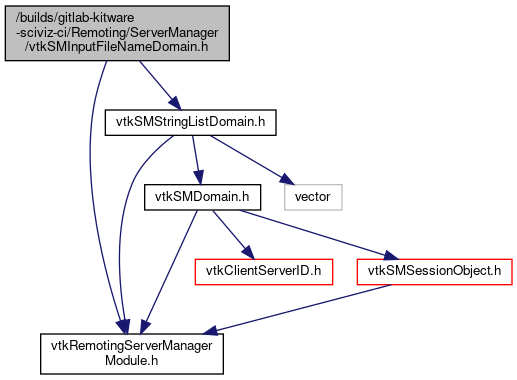 /builds/gitlab-kitware
-sciviz-ci/Remoting/ServerManager
/vtkSMInputFileNameDomain.h
vtkSMStringListDomain.h
vtkSMDomain.h
vector
vtkClientServerID.h
vtkSMSessionObject.h
vtkRemotingServerManager
Module.h